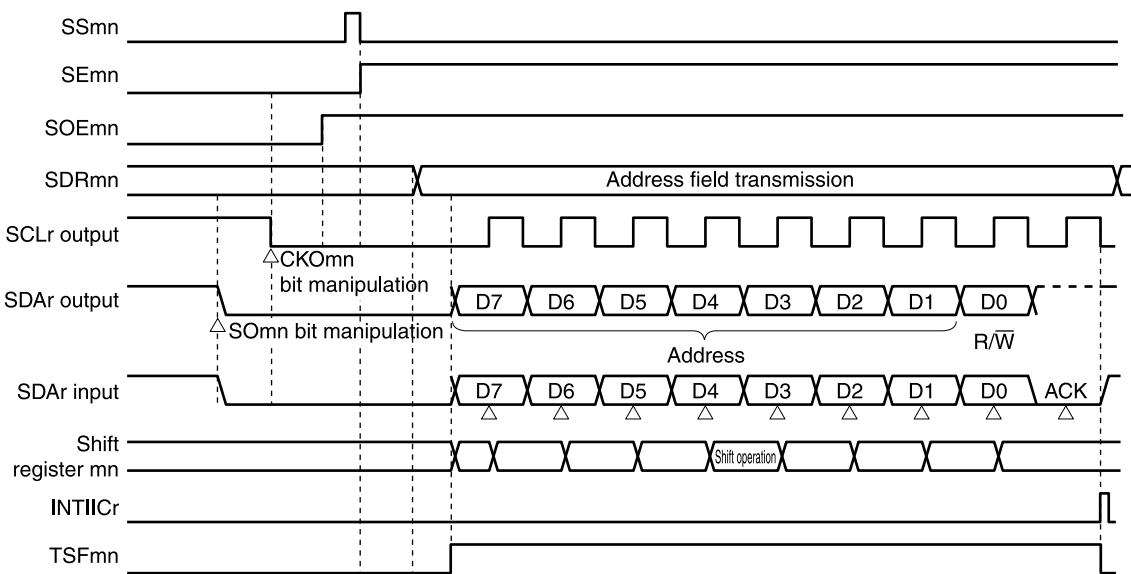 SSmn
SEmn
SOEmn
SDRmn Address field transmission
SCLr output
CKOmn
bit manipulation
SDAr output D7 D6 D5 D4 D3 D2 D1 D0
SOmn bit manipulation
Address
R/W̅
SDAr input D7 D6 D5 D4 D3 D2 D1 D0 ACK
Shift
register mn
Shift operation
INTIICr
TSFmn